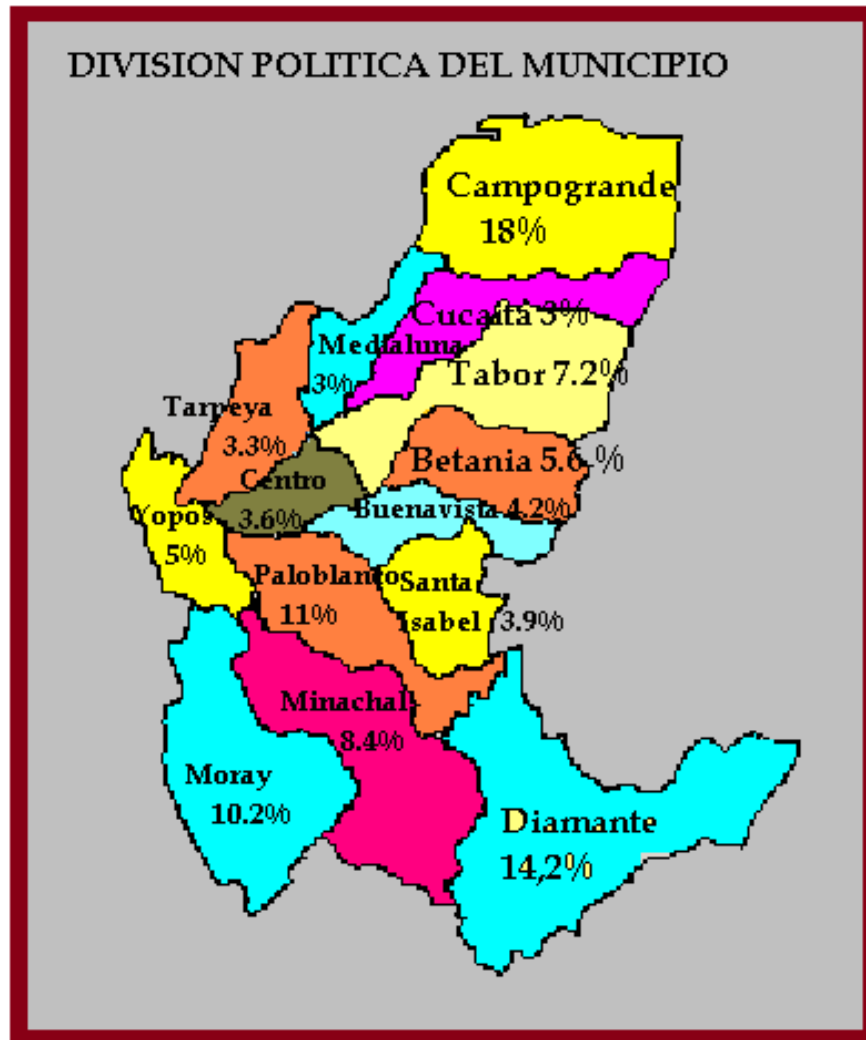 DIVISION POLITICA DEL MUNICIPIO
Campogrande
18%
Cucaita 3%
Medialuna
3%
Tabor 7.2%
Tarpeya
3.3%
Betania 5.6 %
Centro
3.6%
Buenavista 4.2%
Yopos
5%
Paloblanco
11%
Santa
Isabel 3.9%
Minachal
8.4%
Moray
10.2%
Diamante
14,2%